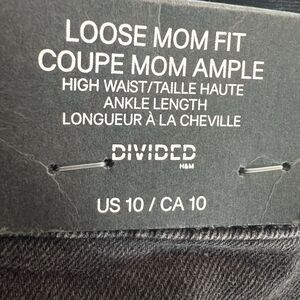 LOOSE MOM FIT
COUPE MOM AMPLE
HIGH WAIST/TAILLE HAUTE
ANKLE LENGTH
LONGUEUR À LA CHEVILLE
DIVIDED
H&M
US 10 / CA 10